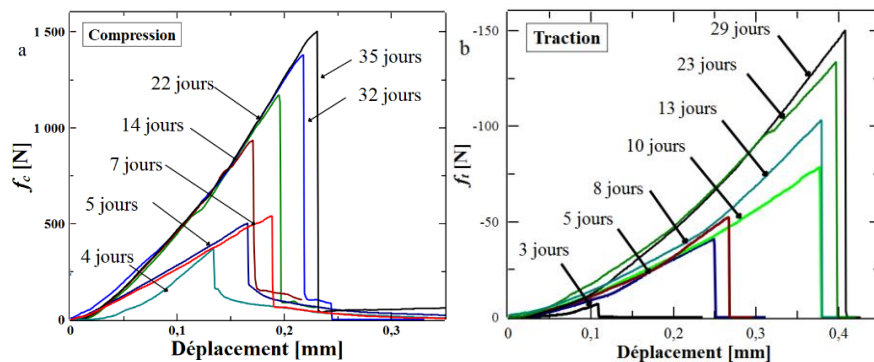 a
Compression
1 500
1 000
500
0
f_c [N]
35 jours
32 jours
22 jours
14 jours
7 jours
5 jours
4 jours
0,1
0,2
0,3
Déplacement [mm]
b
Traction
-150
-100
-50
0
f_t [N]
29 jours
23 jours
13 jours
10 jours
8 jours
5 jours
3 jours
0
0,1
0,2
0,3
0,4
Déplacement [mm]